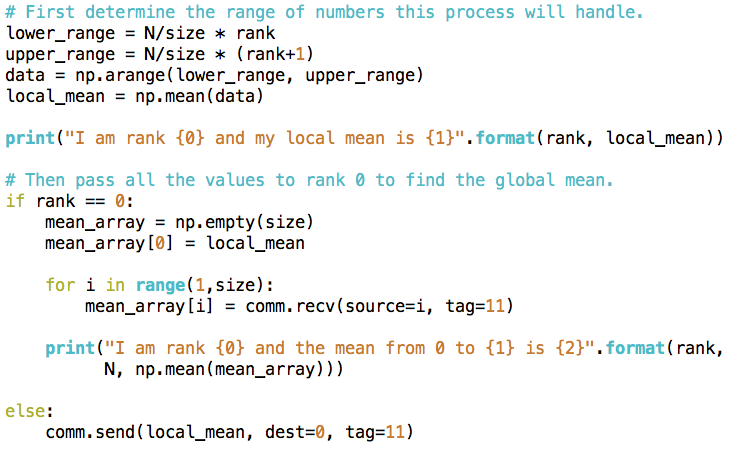 # First determine the range of numbers this process will handle.
lower_range = N/size * rank
upper_range = N/size * (rank+1)
data = np.arange(lower_range, upper_range)
local_mean = np.mean(data)

print("I am rank {0} and my local mean is {1}".format(rank, local_mean))

# Then pass all the values to rank 0 to find the global mean.
if rank == 0:
    mean_array = np.empty(size)
    mean_array[0] = local_mean

    for i in range(1,size):
        mean_array[i] = comm.recv(source=i, tag=11)

    print("I am rank {0} and the mean from 0 to {1} is {2}".format(rank,
          N, np.mean(mean_array)))

else:
    comm.send(local_mean, dest=0, tag=11)